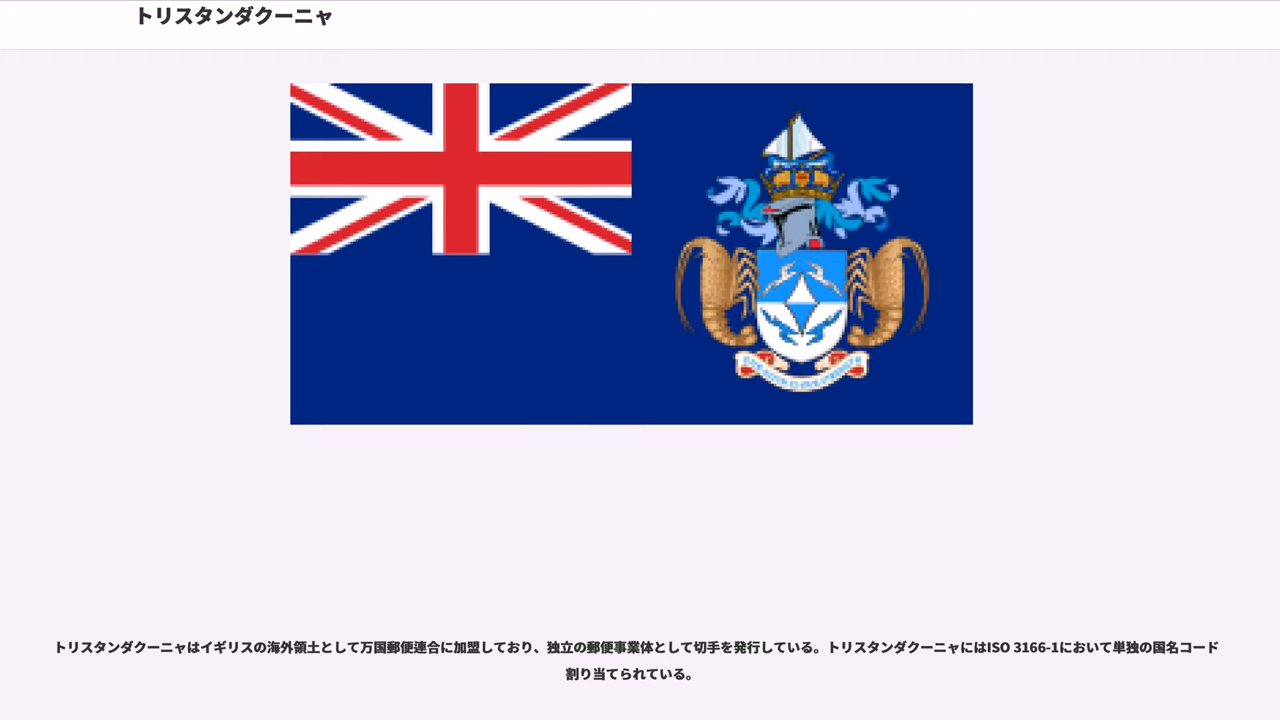 トリスタンダクーニャ
トリスタンダクーニャはイギリスの海外領土として万国郵便連合に加盟しており、独立の郵便事業体として切手を発行している。トリスタンダクーニャにはISO 3166-1において単独の国名コード
割り当てられている。